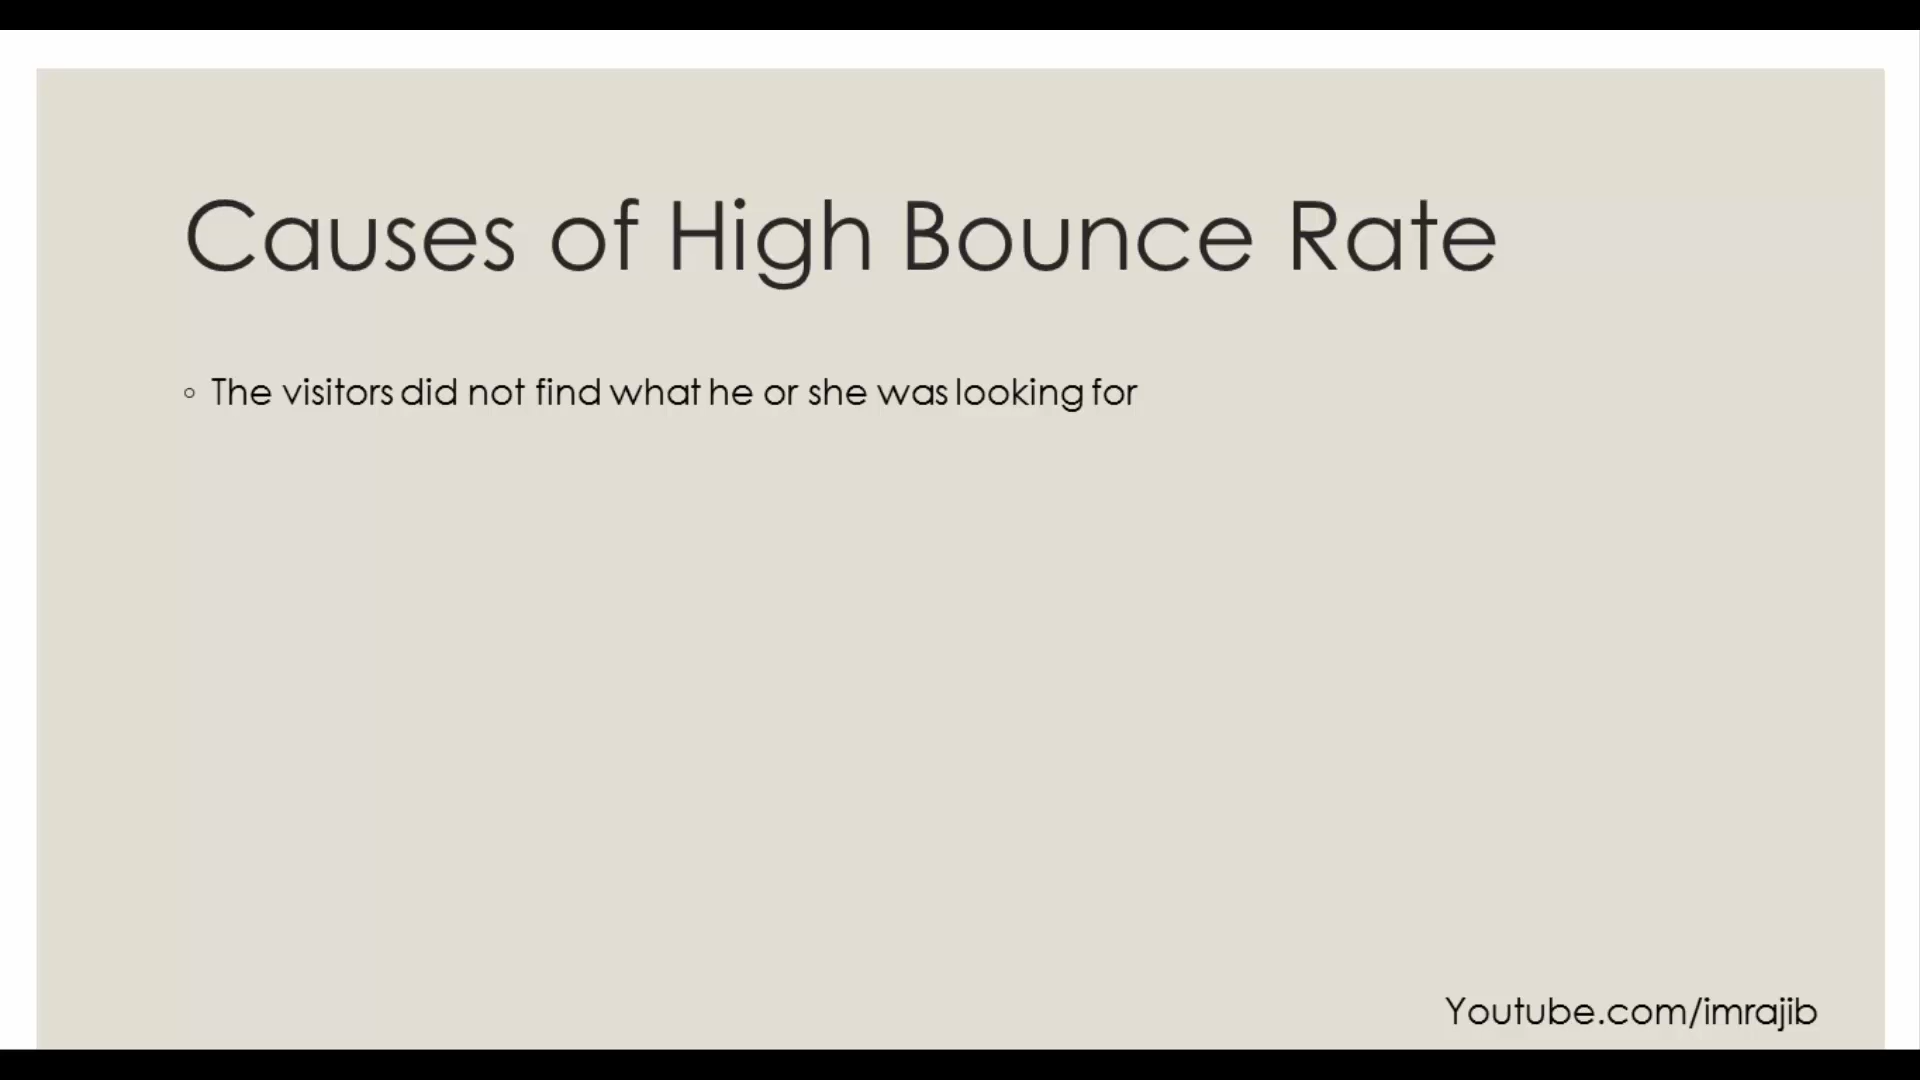 Causes of High Bounce Rate
◦ The visitors did not find what he or she was looking for
Youtube.com/imrajib